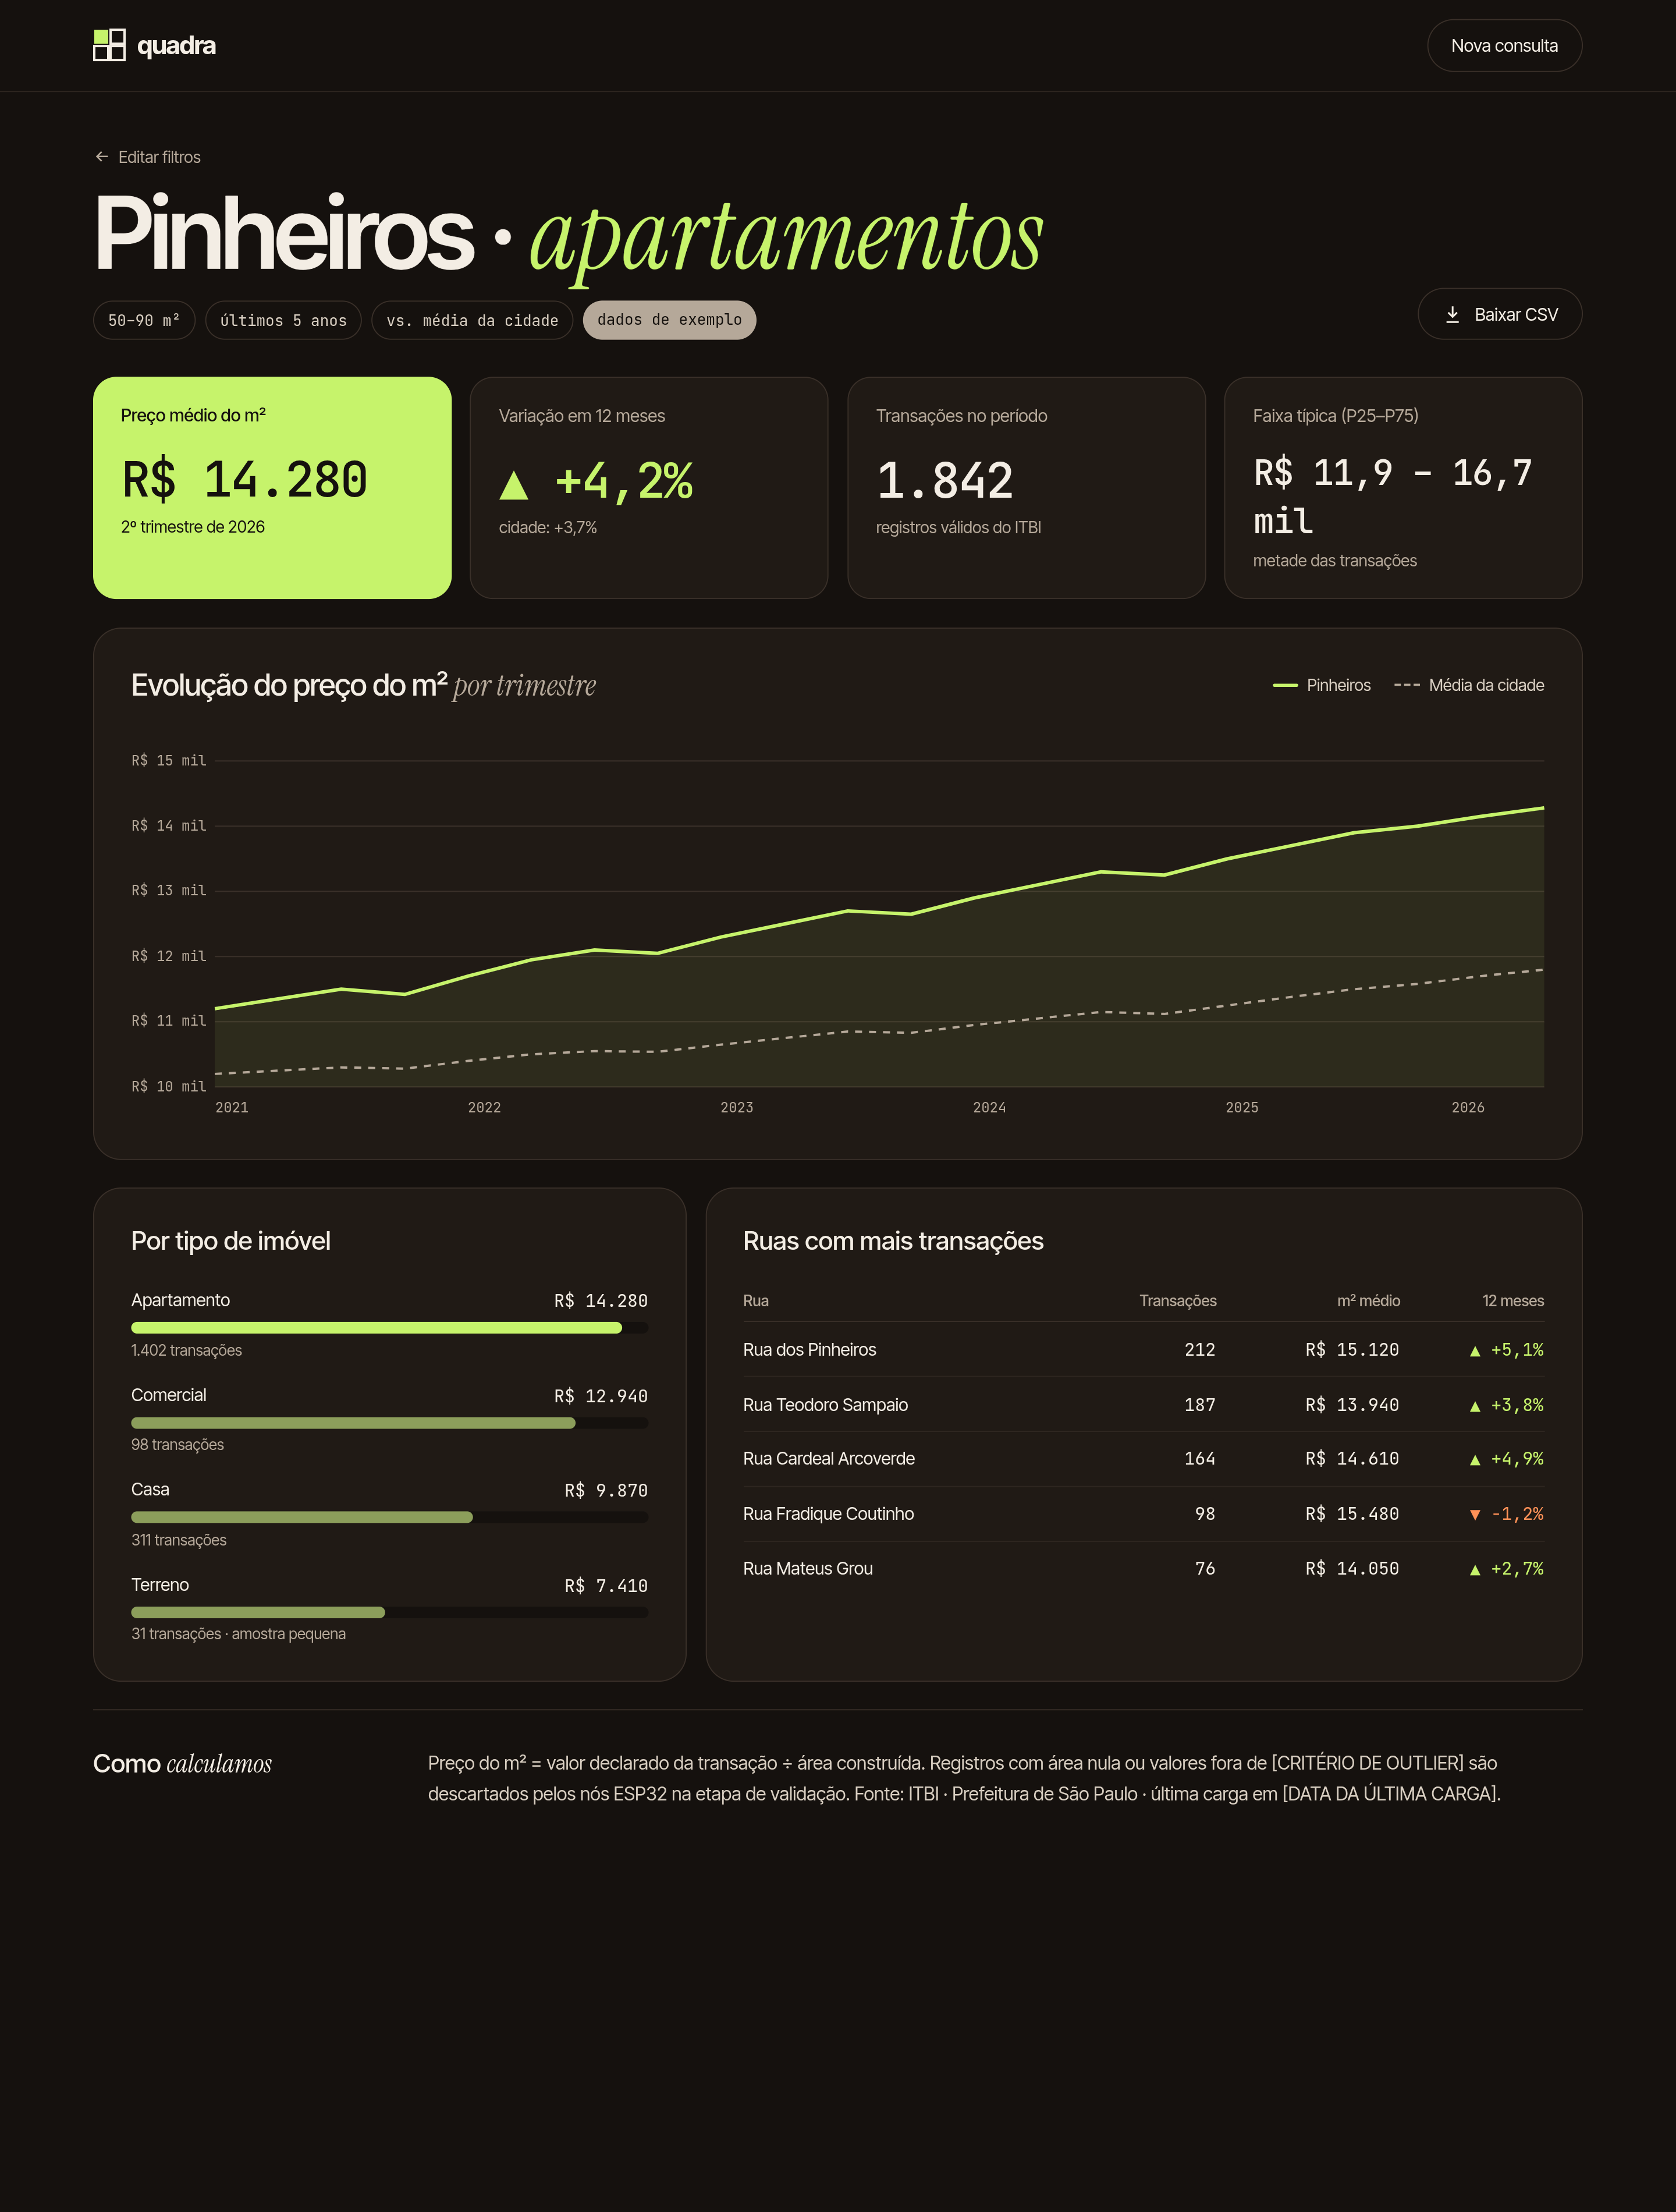 quadra
Nova consulta
← Editar filtros
Pinheiros · apartamentos
50–90 m²
últimos 5 anos
vs. média da cidade
dados de exemplo
Baixar CSV
Preço médio do m²
R$ 14.280
2º trimestre de 2026
Variação em 12 meses
▲ +4,2%
cidade: +3,7%
Transações no período
1.842
registros válidos do ITBI
Faixa típica (P25–P75)
R$ 11,9 – 16,7
mil
metade das transações
Evolução do preço do m² por trimestre
Pinheiros
Média da cidade
R$ 15 mil
R$ 14 mil
R$ 13 mil
R$ 12 mil
R$ 11 mil
R$ 10 mil
2021 2022 2023 2024 2025 2026
Por tipo de imóvel
Apartamento R$ 14.280
1.402 transações
Comercial R$ 12.940
98 transações
Casa R$ 9.870
311 transações
Terreno R$ 7.410
31 transações · amostra pequena
Ruas com mais transações
Rua Transações m² médio 12 meses
Rua dos Pinheiros 212 R$ 15.120 ▲ +5,1%
Rua Teodoro Sampaio 187 R$ 13.940 ▲ +3,8%
Rua Cardeal Arcoverde 164 R$ 14.610 ▲ +4,9%
Rua Fradique Coutinho 98 R$ 15.480 ▼ -1,2%
Rua Mateus Grou 76 R$ 14.050 ▲ +2,7%
Como calculamos
Preço do m² = valor declarado da transação ÷ área construída. Registros com área nula ou valores fora de [CRITÉRIO DE OUTLIER] são
descartados pelos nós ESP32 na etapa de validação. Fonte: ITBI · Prefeitura de São Paulo · última carga em [DATA DA ÚLTIMA CARGA].